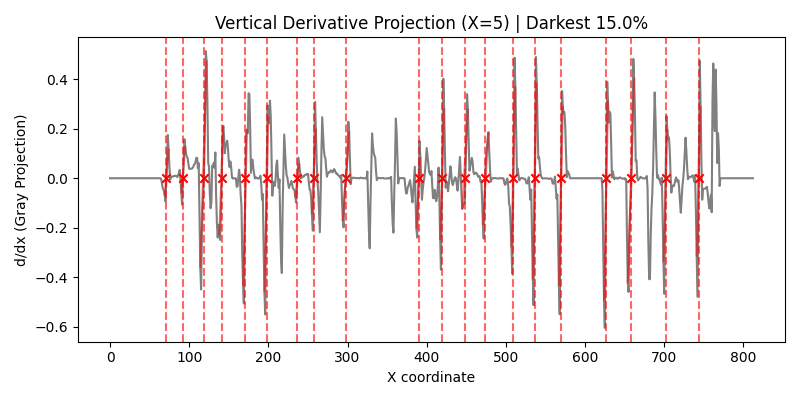 Vertical Derivative Projection (X=5) | Darkest 15.0%
d/dx (Gray Projection)
0.4
0.2
0.0
−0.2
−0.4
−0.6
0 100 200 300 400 500 600 700 800
X coordinate